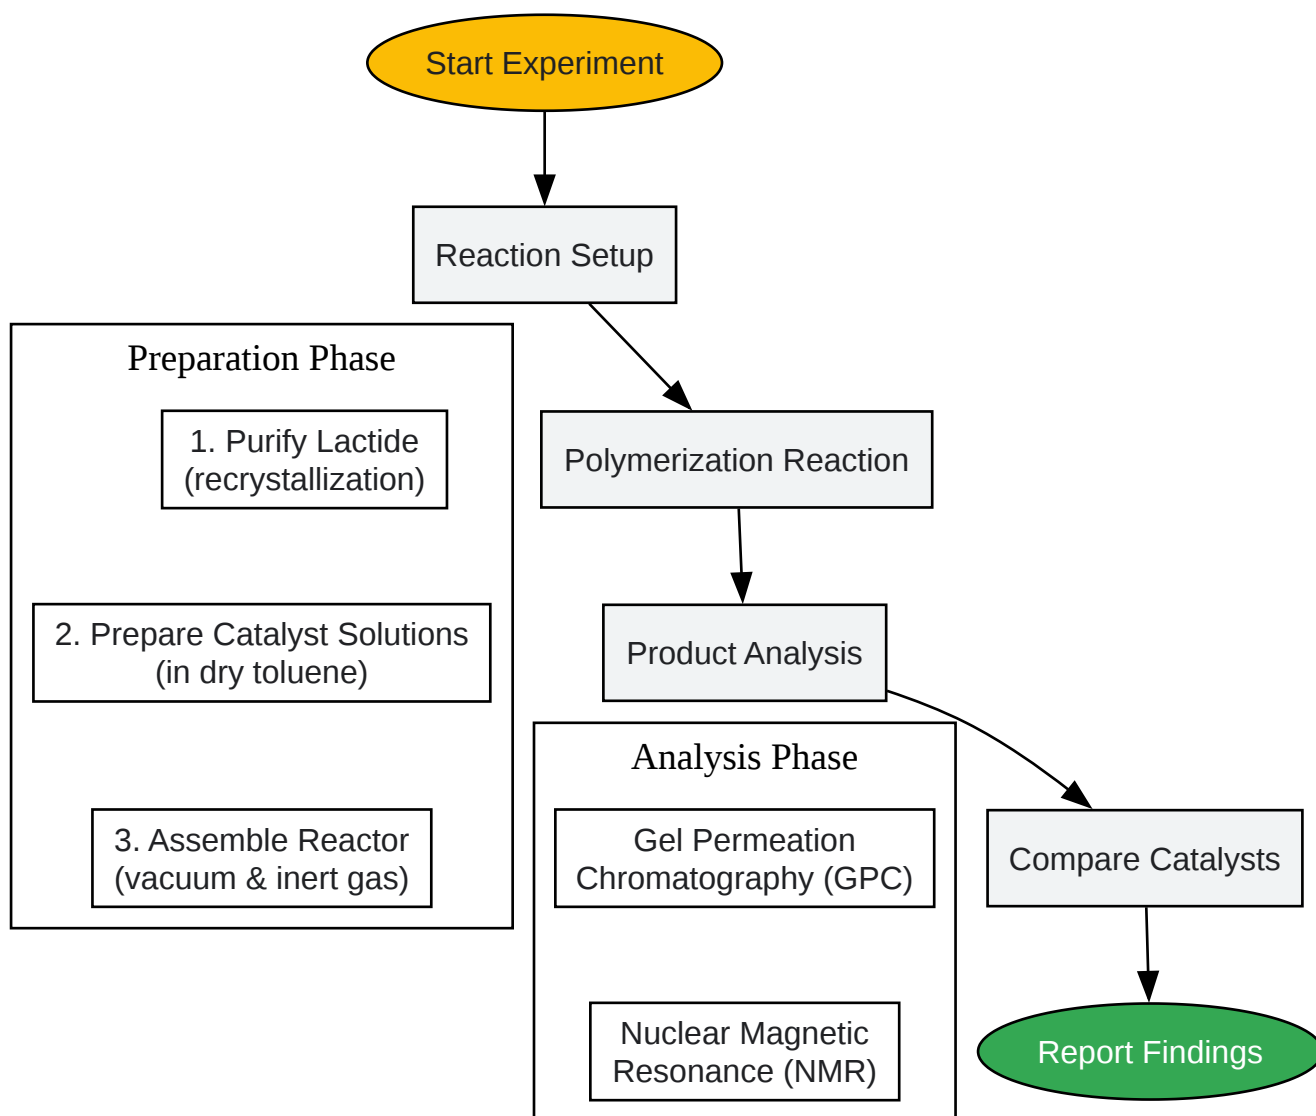 Start Experiment
Reaction Setup
Preparation Phase
1. Purify Lactide
(recrystallization)
Polymerization Reaction
2. Prepare Catalyst Solutions
(in dry toluene)
Product Analysis
Analysis Phase
3. Assemble Reactor
(vacuum & inert gas)
Gel Permeation
Chromatography (GPC)
Compare Catalysts
Nuclear Magnetic
Resonance (NMR)
Report Findings